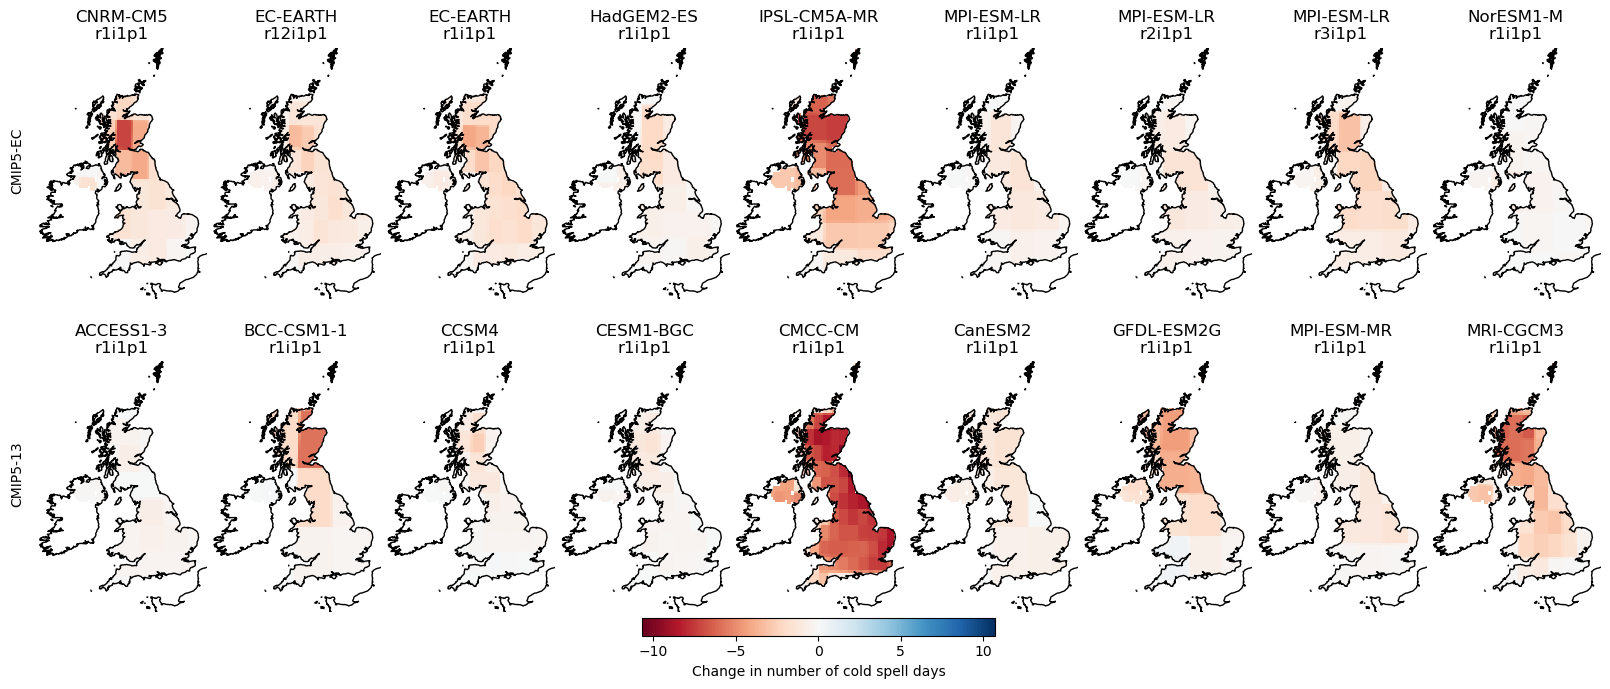 CNRM-CM5 EC-EARTH EC-EARTH HadGEM2-ES IPSL-CM5A-MR MPI-ESM-LR MPI-ESM-LR MPI-ESM-LR NorESM1-M
r1i1p1 r12i1p1 r1i1p1 r1i1p1 r1i1p1 r1i1p1 r2i1p1 r3i1p1 r1i1p1
CMIP5-EC
ACCESS1-3 BCC-CSM1-1 CCSM4 CESM1-BGC CMCC-CM CanESM2 GFDL-ESM2G MPI-ESM-MR MRI-CGCM3
r1i1p1 r1i1p1 r1i1p1 r1i1p1 r1i1p1 r1i1p1 r1i1p1 r1i1p1 r1i1p1
CMIP5-13
−10 −5 0 5 10
Change in number of cold spell days